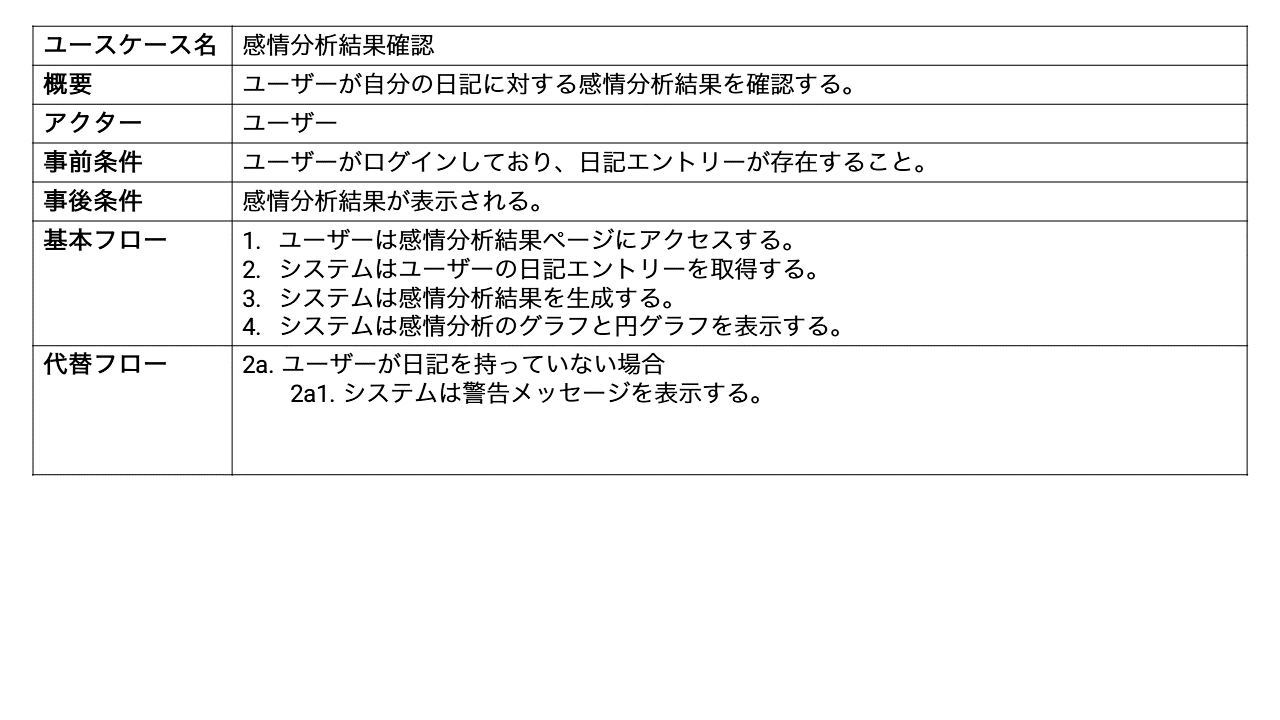 ユースケース名 感情分析結果確認
概要 ユーザーが自分の日記に対する感情分析結果を確認する。
アクター ユーザー
事前条件 ユーザーがログインしており、日記エントリーが存在すること。
事後条件 感情分析結果が表示される。
基本フロー 1. ユーザーは感情分析結果ページにアクセスする。
2. システムはユーザーの日記エントリーを取得する。
3. システムは感情分析結果を生成する。
4. システムは感情分析のグラフと円グラフを表示する。
代替フロー 2a. ユーザーが日記を持っていない場合
2a1. システムは警告メッセージを表示する。